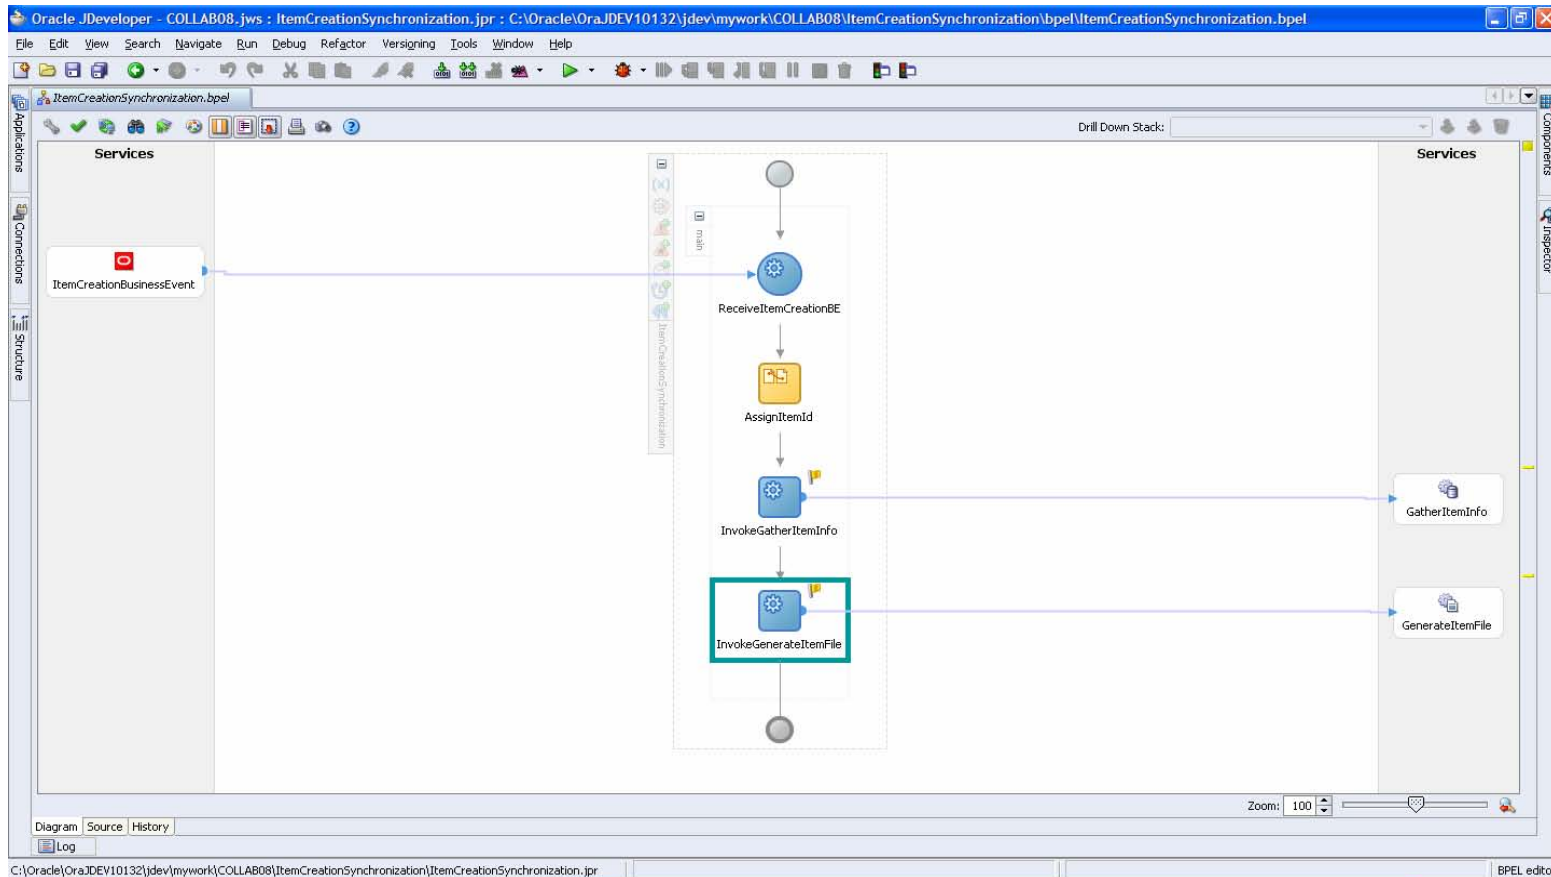 Oracle JDeveloper - COLLAB08.jws : ItemCreationSynchronization.jpr : C:\Oracle\OraJDEV10132\jdev\mywork\COLLAB08\ItemCreationSynchronization\bpel\ItemCreationSynchronization.bpel
File Edit View Search Navigate Run Debug Refactor Versioning Tools Window Help
ItemCreationSynchronization.bpel
Drill Down Stack:
Applications
Connections
Structure
Components
Inspector
Services
Services
main
ItemCreationBusinessEvent
ReceiveItemCreationBE
ItemCreationSynchronization
AssignItemId
InvokeGatherItemInfo
GatherItemInfo
InvokeGenerateItemFile
GenerateItemFile
Zoom: 100
Diagram Source History
Log
C:\Oracle\OraJDEV10132\jdev\mywork\COLLAB08\ItemCreationSynchronization\ItemCreationSynchronization.jpr
BPEL edito